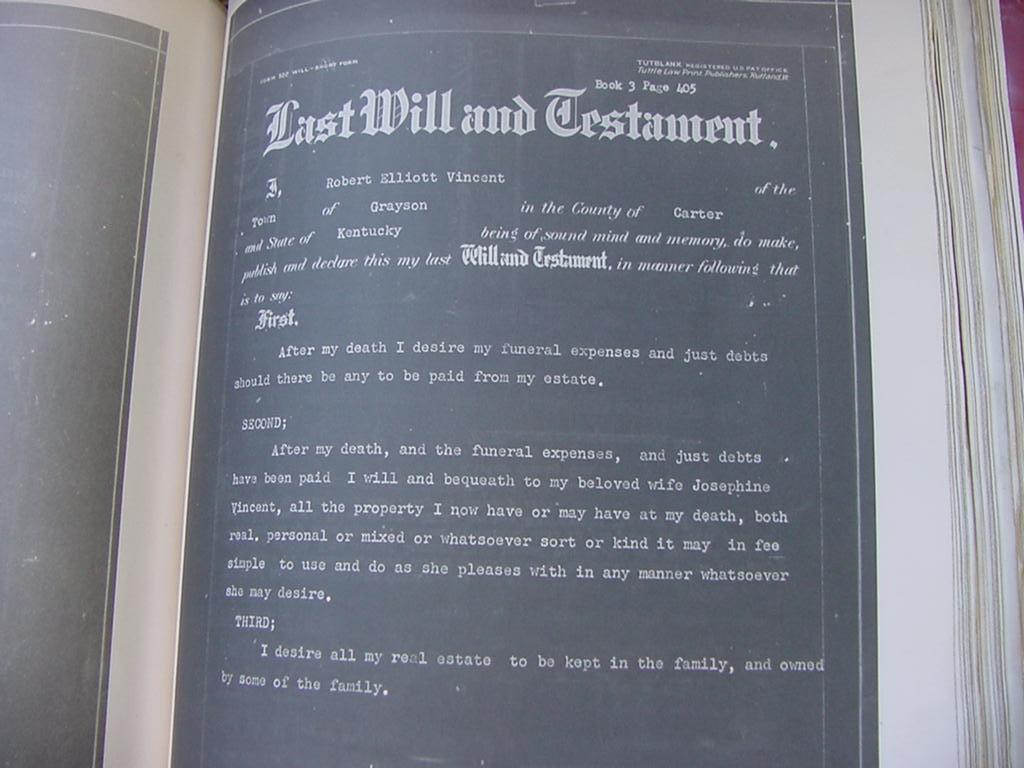 FORM 522 WILL—SHORT FORM
TUTBLANX REGISTERED U.S. PAT. OFFICE
Tuttle Law Print, Publishers, Rutland, Vt.
Book 3 Page 405
Last Will and Testament.
I, Robert Elliott Vincent of the
Town of Grayson in the County of Carter
and State of Kentucky being of sound mind and memory, do make,
publish and declare this my last Will and Testament, in manner following that
is to say:
First.
After my death I desire my funeral expenses and just debts
should there be any to be paid from my estate.
SECOND;
After my death, and the funeral expenses, and just debts
have been paid I will and bequeath to my beloved wife Josephine
Vincent, all the property I now have or may have at my death, both
real, personal or mixed or whatsoever sort or kind it may in fee
simple to use and do as she pleases with in any manner whatsoever
she may desire.
THIRD;
I desire all my real estate to be kept in the family, and owned
by some of the family.